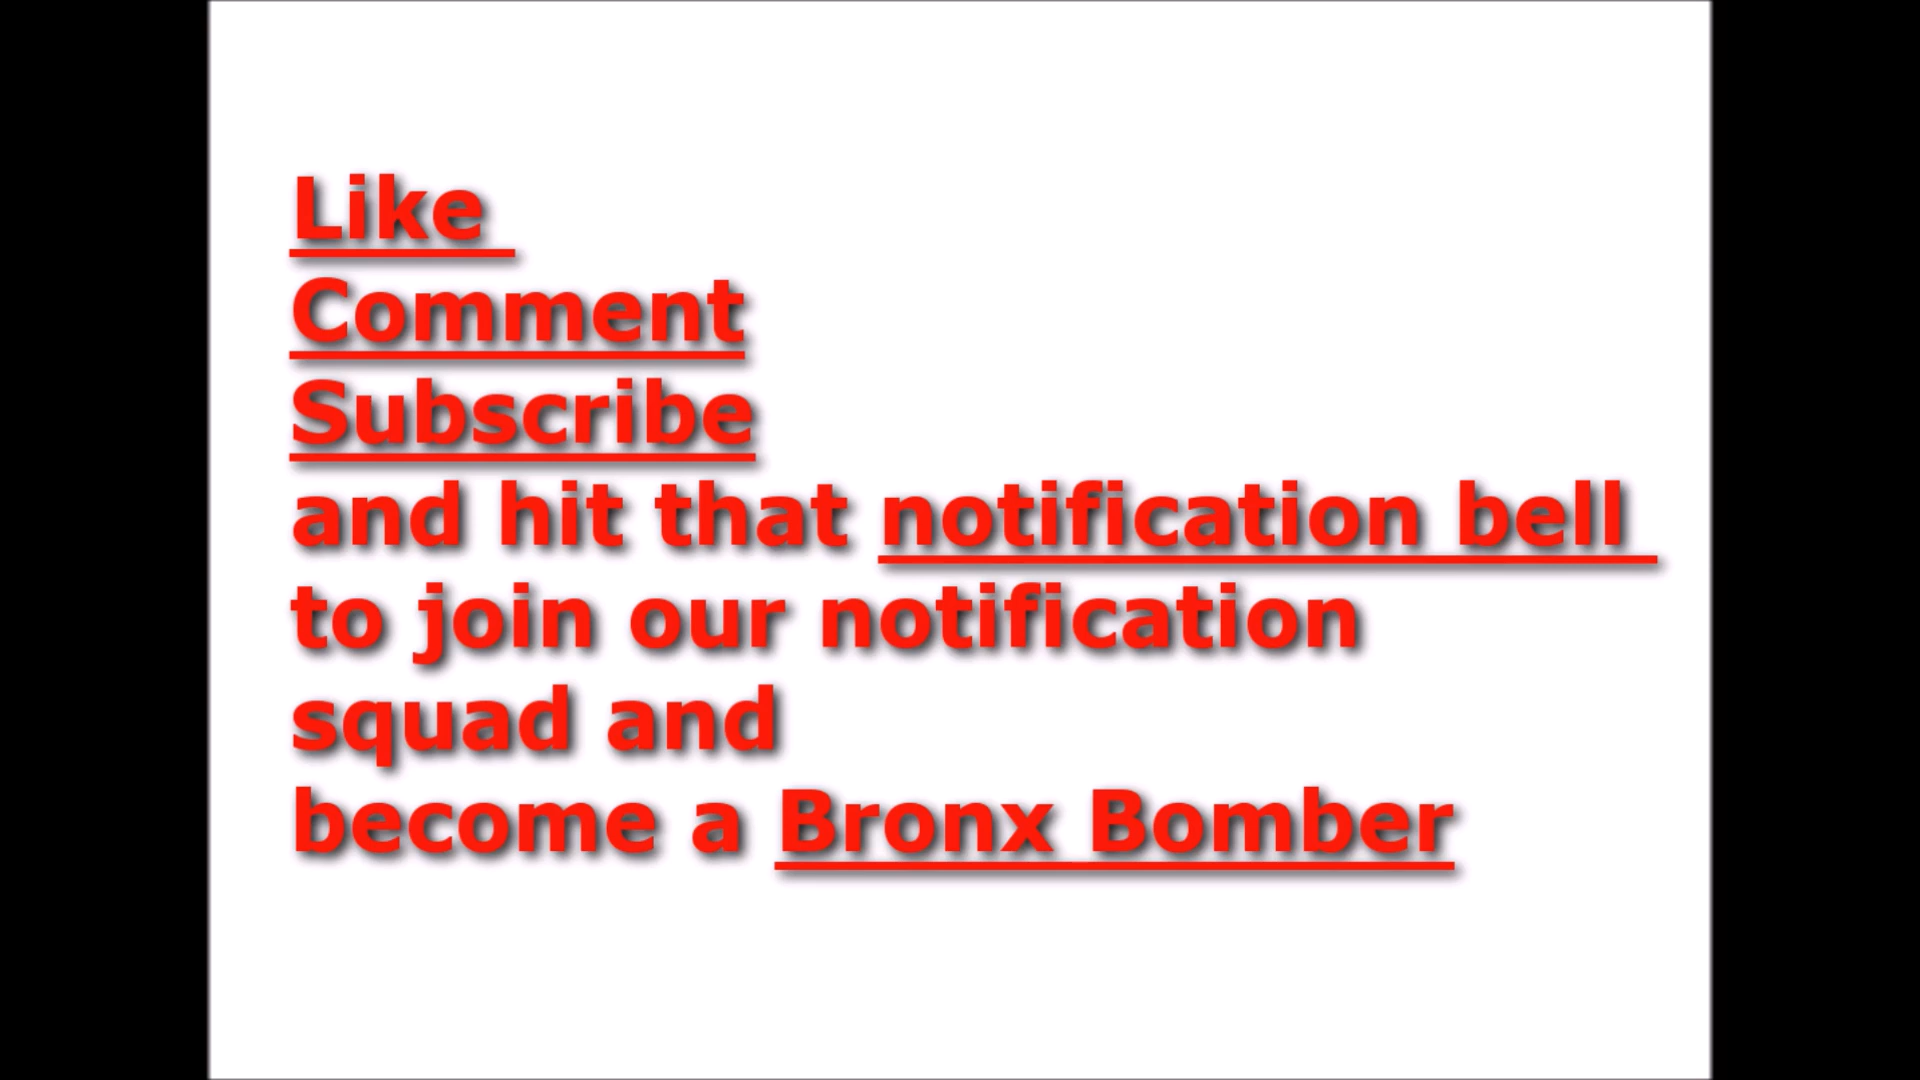 Like
Comment
Subscribe
and hit that notification bell
to join our notification
squad and
become a Bronx Bomber